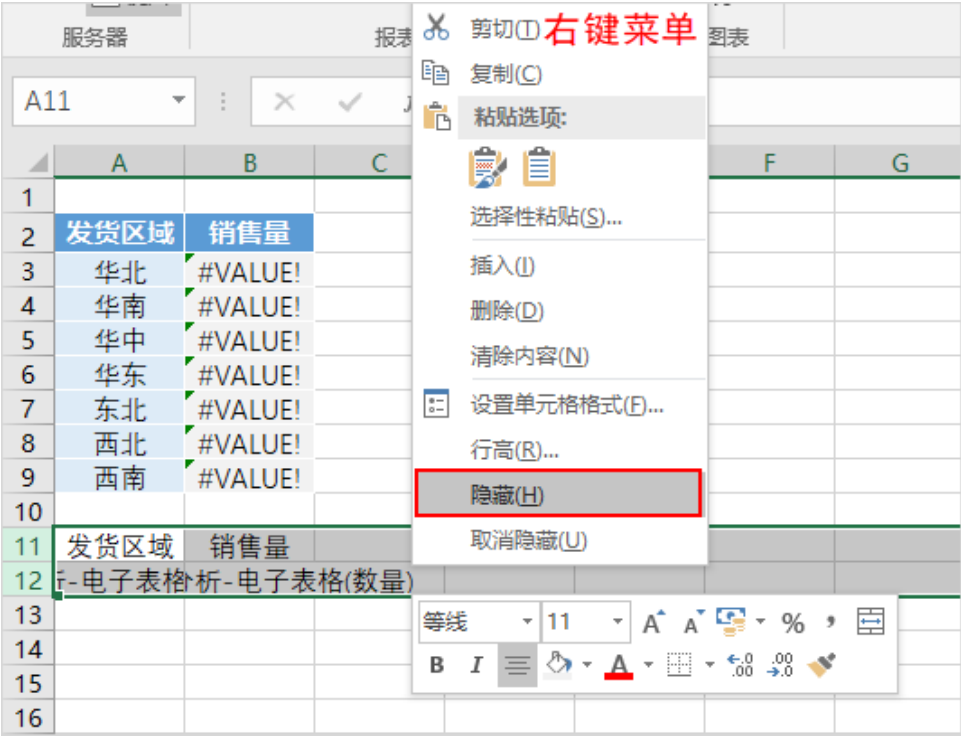 服务器 报表 图表
剪切(T) 右键菜单
复制(C)
粘贴选项:
选择性粘贴(S)...
插入(I)
删除(D)
清除内容(N)
设置单元格格式(F)...
行高(R)...
隐藏(H)
取消隐藏(U)
A11
A B C F G
1
2 发货区域 销售量
3 华北 #VALUE!
4 华南 #VALUE!
5 华中 #VALUE!
6 华东 #VALUE!
7 东北 #VALUE!
8 西北 #VALUE!
9 西南 #VALUE!
10
11 发货区域 销售量
12 析-电子表格 析-电子表格(数量)
13
14
15
16
等线 11 A A % ,
B I A .0 .00 .00 .0